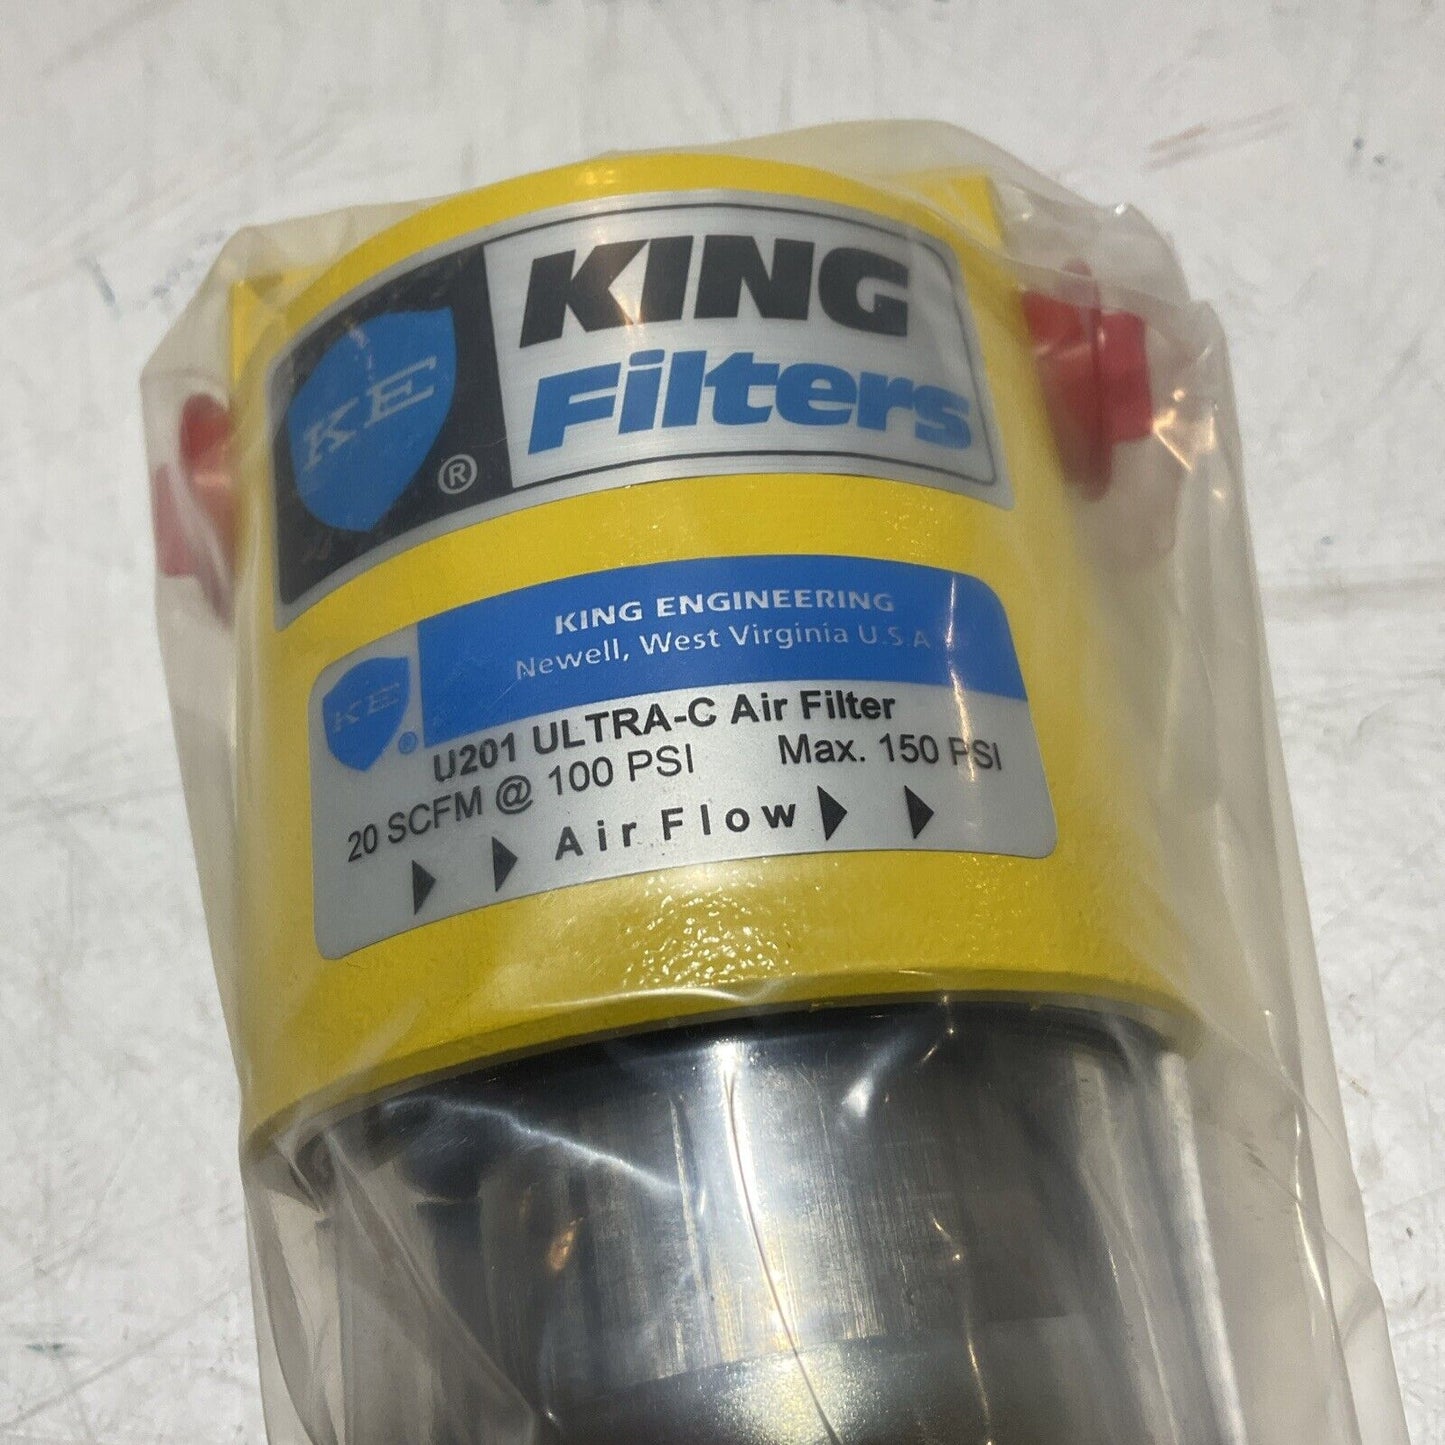 KING
Filters
KE
®
KING ENGINEERING
Newell, West Virginia U.S.A
KE
®
U201 ULTRA-C Air Filter
20 SCFM @ 100 PSI Max. 150 PSI
Air Flow